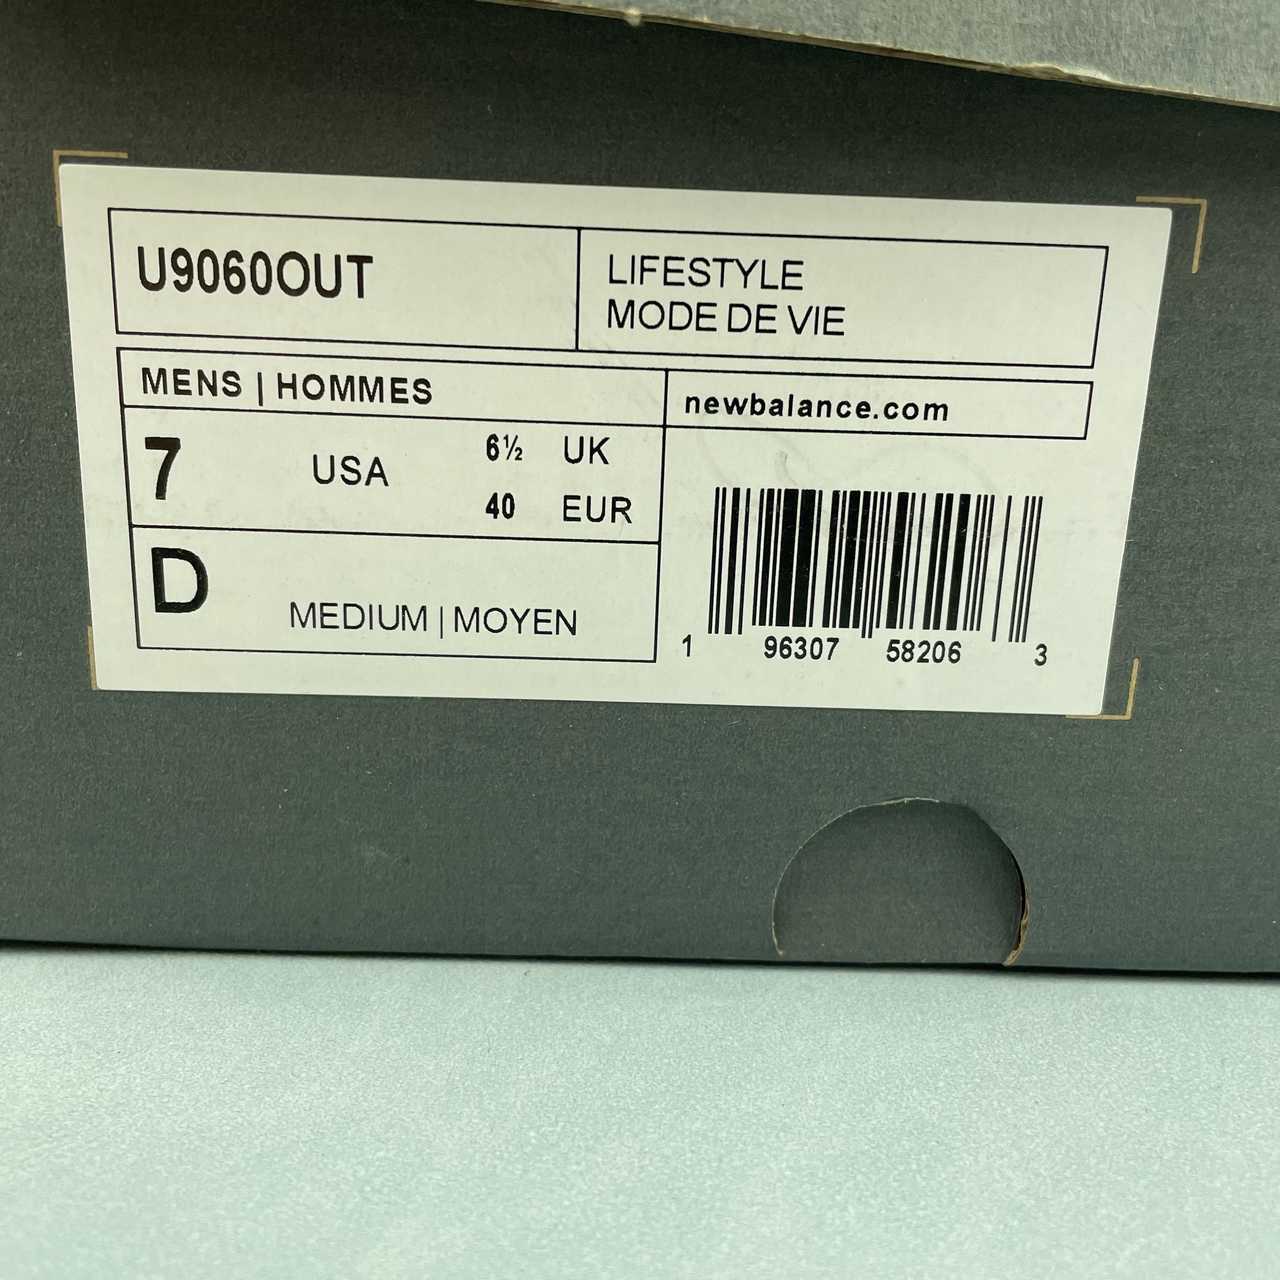 U9060OUT
LIFESTYLE
MODE DE VIE
MENS | HOMMES
newbalance.com
7 USA 6½ UK
40 EUR
D MEDIUM | MOYEN
1 96307 58206 3